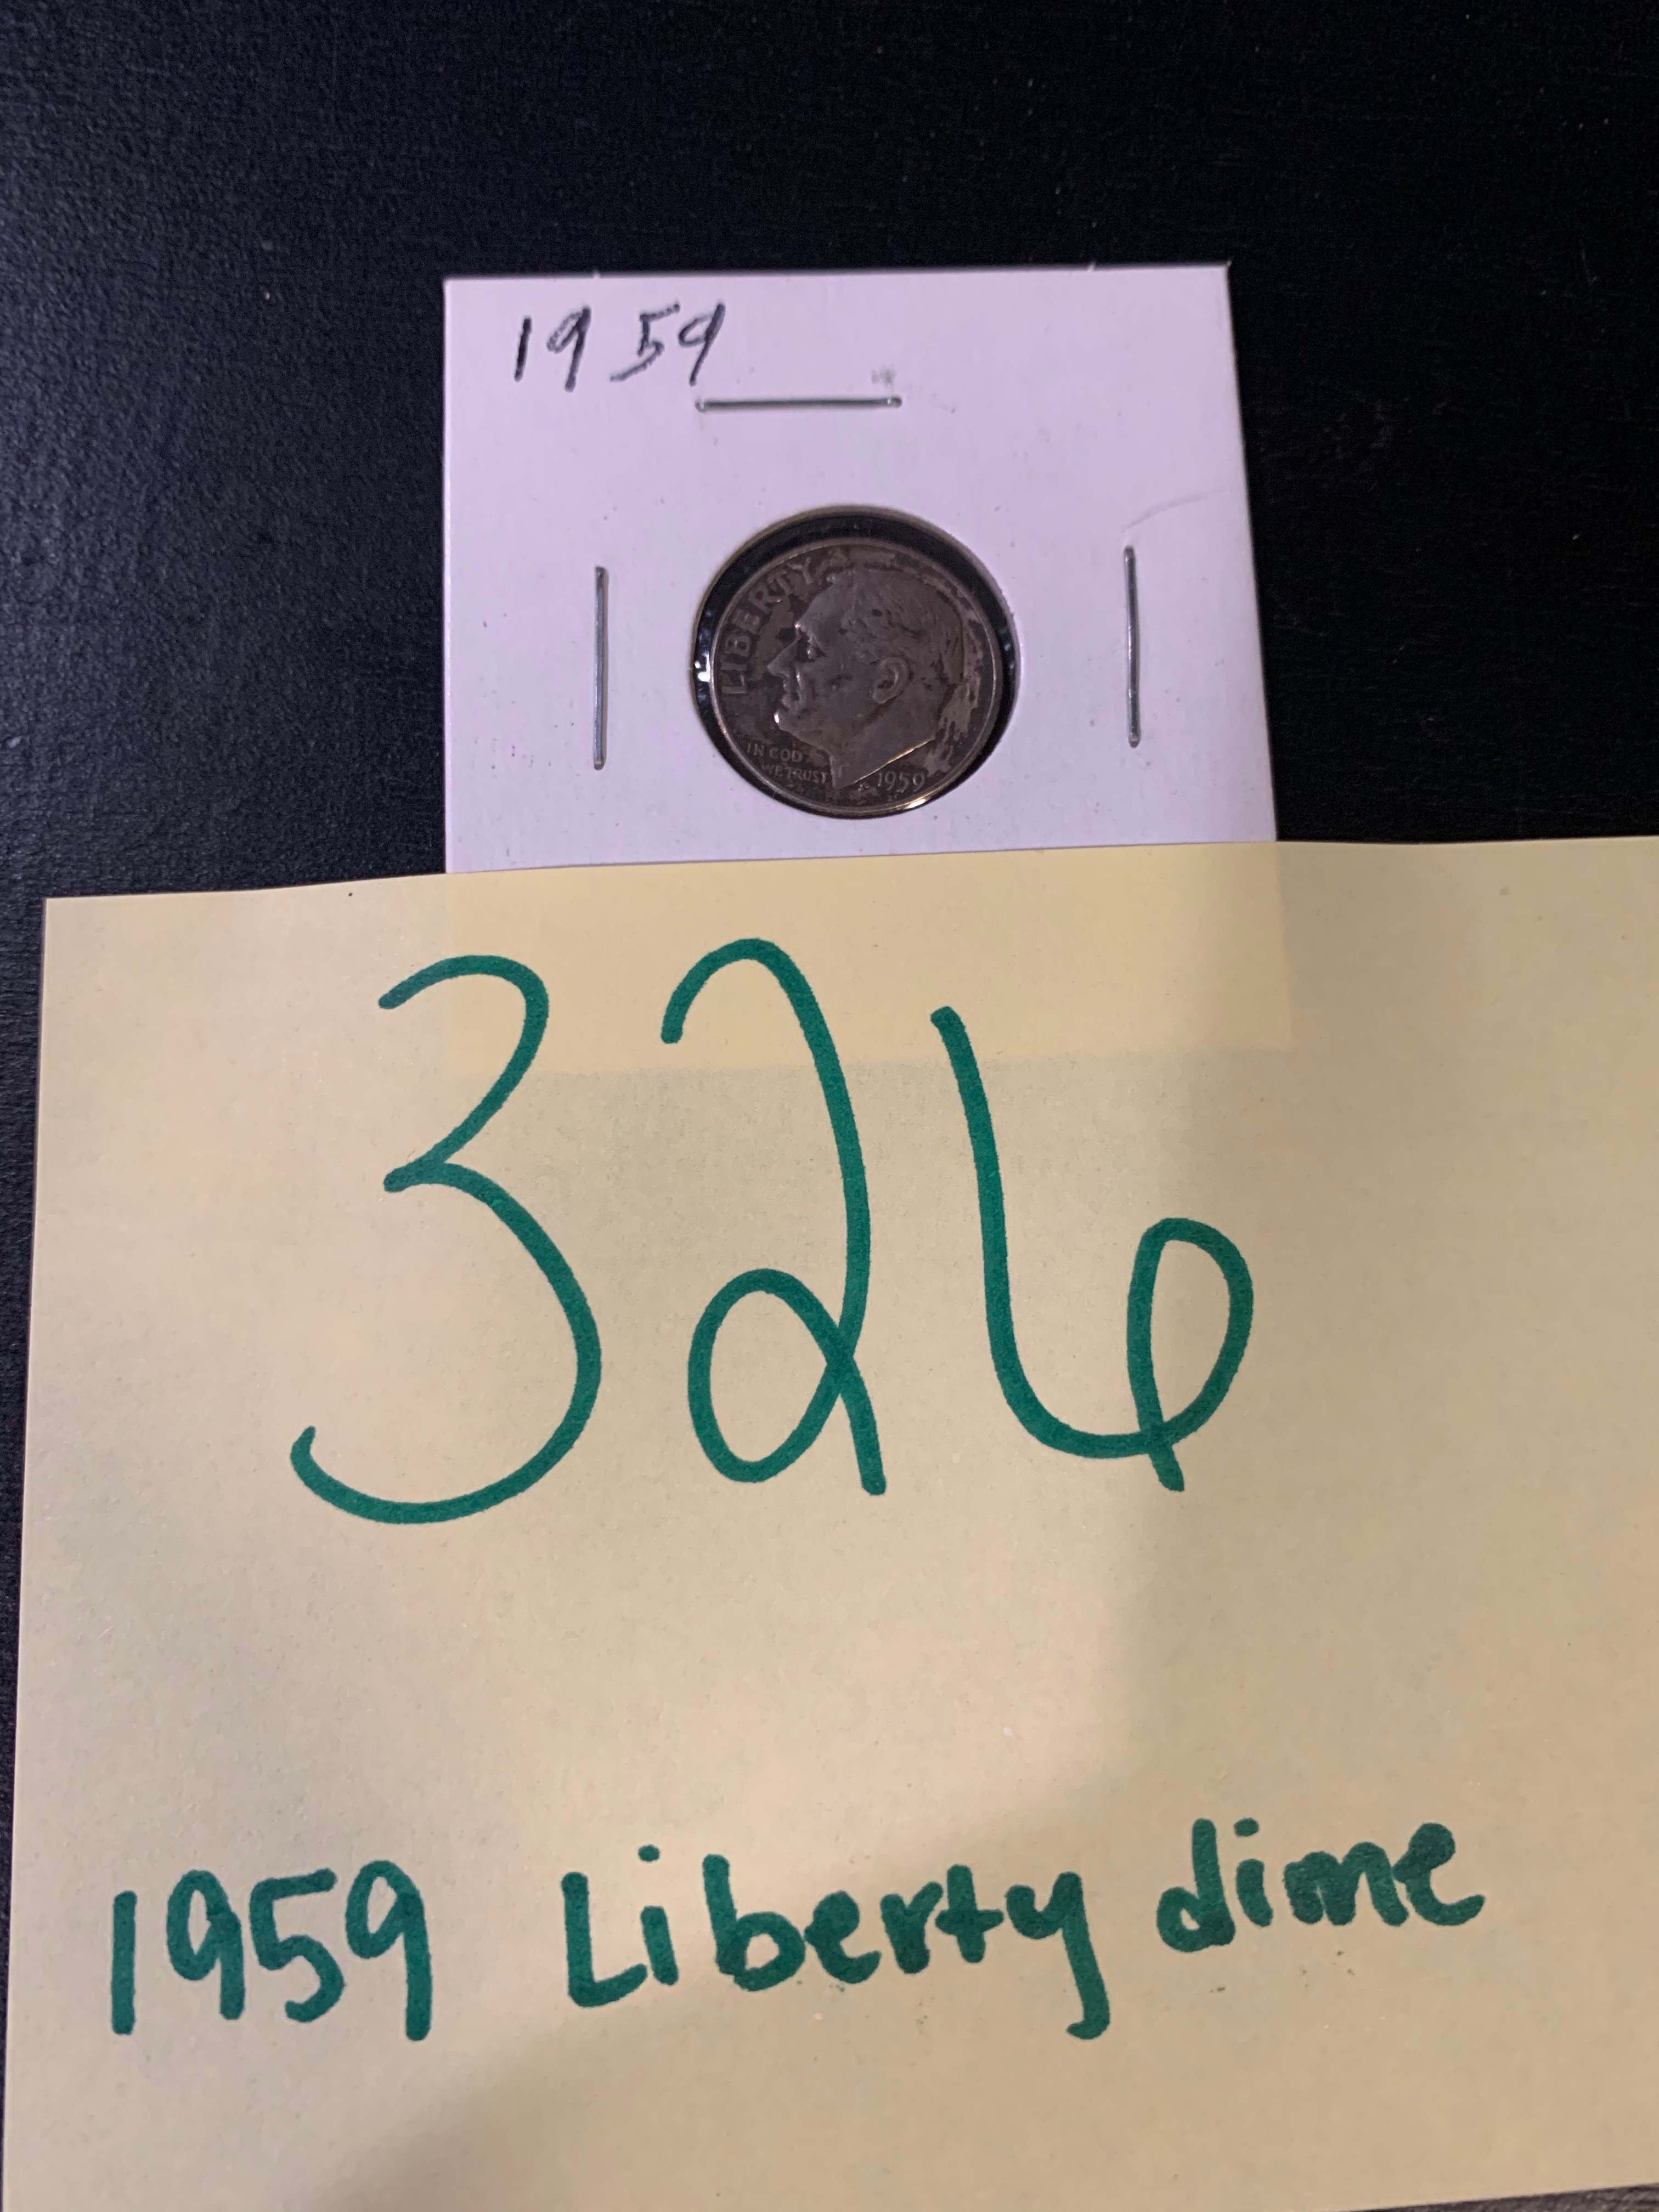 1959
LIBERTY
IN GOD
WE TRUST
1959
326
1959 Liberty dime